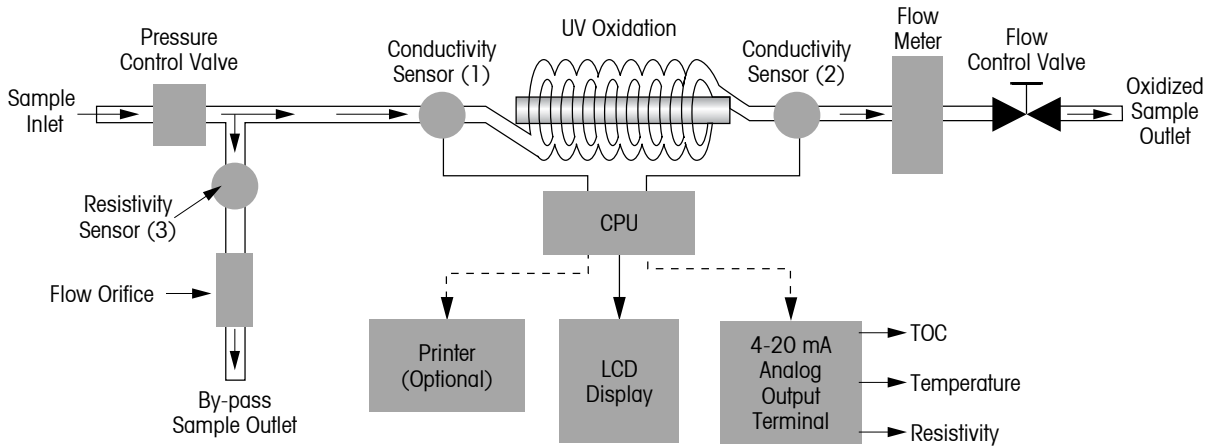 Pressure
Control Valve
Sample
Inlet
Conductivity
Sensor (1)
UV Oxidation
Conductivity
Sensor (2)
Flow
Meter
Flow
Control Valve
Oxidized
Sample
Outlet
Resistivity
Sensor (3)
Flow Orifice
By-pass
Sample Outlet
CPU
Printer
(Optional)
LCD
Display
4-20 mA
Analog
Output
Terminal
TOC
Temperature
Resistivity